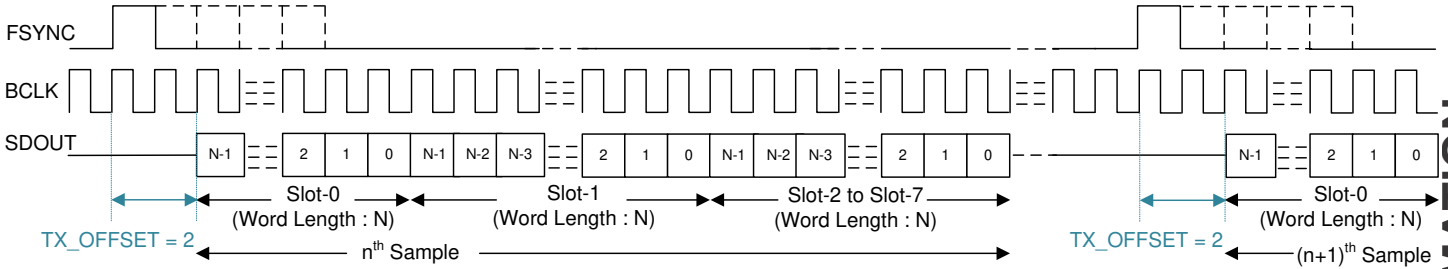 FSYNC
BCLK
SDOUT
N-1 2 1 0 N-1 N-2 N-3 2 1 0 N-1 N-2 N-3 2 1 0 N-1 2 1 0
Slot-0 Slot-1 Slot-2 to Slot-7 Slot-0
(Word Length : N) (Word Length : N) (Word Length : N) (Word Length : N)
TX_OFFSET = 2 TX_OFFSET = 2
nth Sample (n+1)th Sample